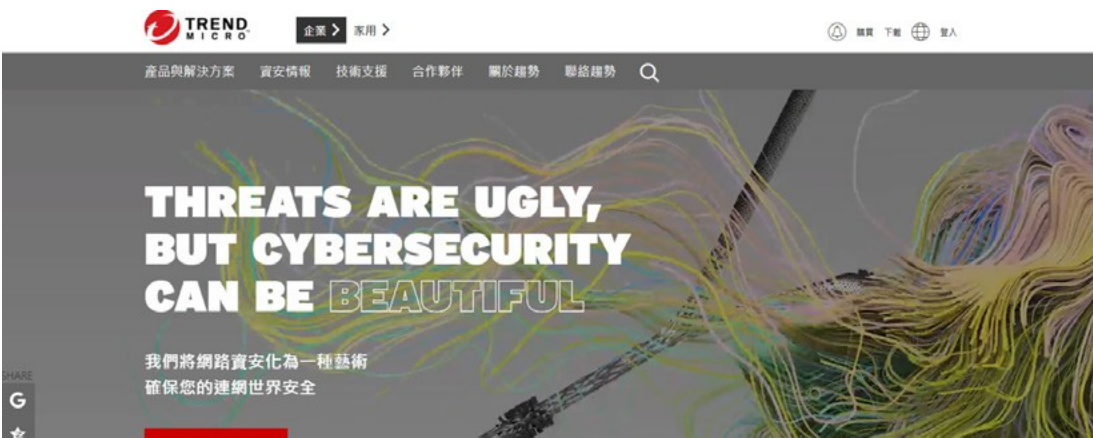 TREND
MICRO
企業
家用
購買
下載
登入
產品與解決方案
資安情報
技術支援
合作夥伴
關於趨勢
聯絡趨勢
THREATS ARE UGLY,
BUT CYBERSECURITY
CAN BE BEAUTIFUL
我們將網路資安化為一種藝術
確保您的連網世界安全
SHARE
G